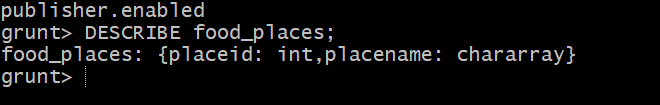 publisher.enabled
grunt> DESCRIBE food_places;
food_places: {placeid: int,placename: chararray}
grunt>